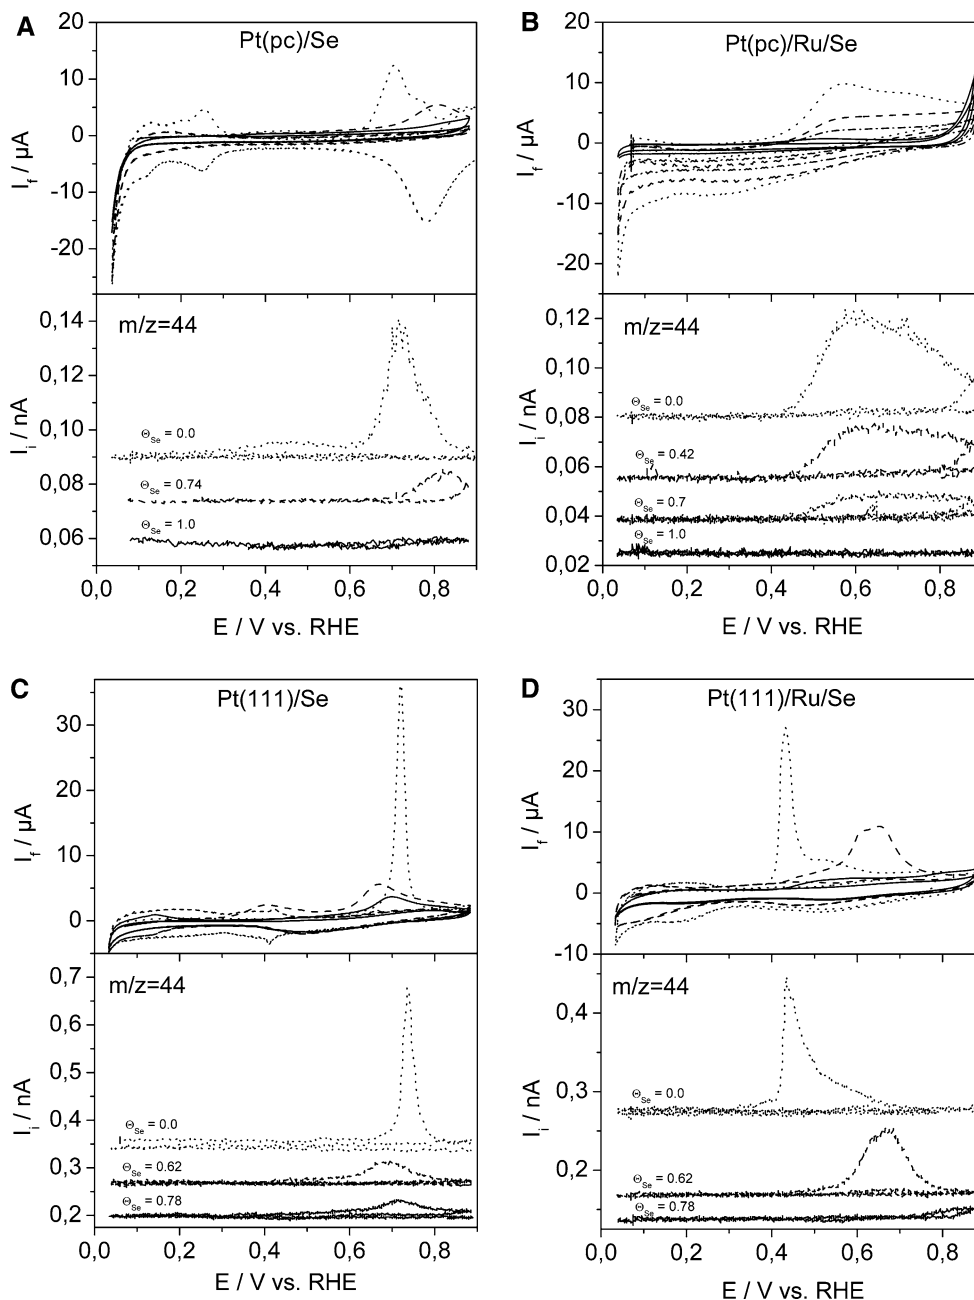 A
Pt(pc)/Se
20
10
0
-10
-20
I_f / µA
m/z=44
0,14
0,12
0,10
0,08
0,06
I_i / nA
Θ_Se = 0.0
Θ_Se = 0.74
Θ_Se = 1.0
0,0 0,2 0,4 0,6 0,8
E / V vs. RHE
B
Pt(pc)/Ru/Se
20
10
0
-10
-20
I_f / µA
m/z=44
0,12
0,10
0,08
0,06
0,04
0,02
I_i / nA
Θ_Se = 0.0
Θ_Se = 0.42
Θ_Se = 0.7
Θ_Se = 1.0
0,0 0,2 0,4 0,6 0,8
E / V vs. RHE
C
Pt(111)/Se
30
20
10
0
I_f / µA
m/z=44
0,7
0,6
0,5
0,4
0,3
0,2
I_i / nA
Θ_Se = 0.0
Θ_Se = 0.62
Θ_Se = 0.78
0,0 0,2 0,4 0,6 0,8
E / V vs. RHE
D
Pt(111)/Ru/Se
30
20
10
0
-10
I_f / µA
m/z=44
0,4
0,3
0,2
I_i / nA
Θ_Se = 0.0
Θ_Se = 0.62
Θ_Se = 0.78
0,0 0,2 0,4 0,6 0,8
E / V vs. RHE